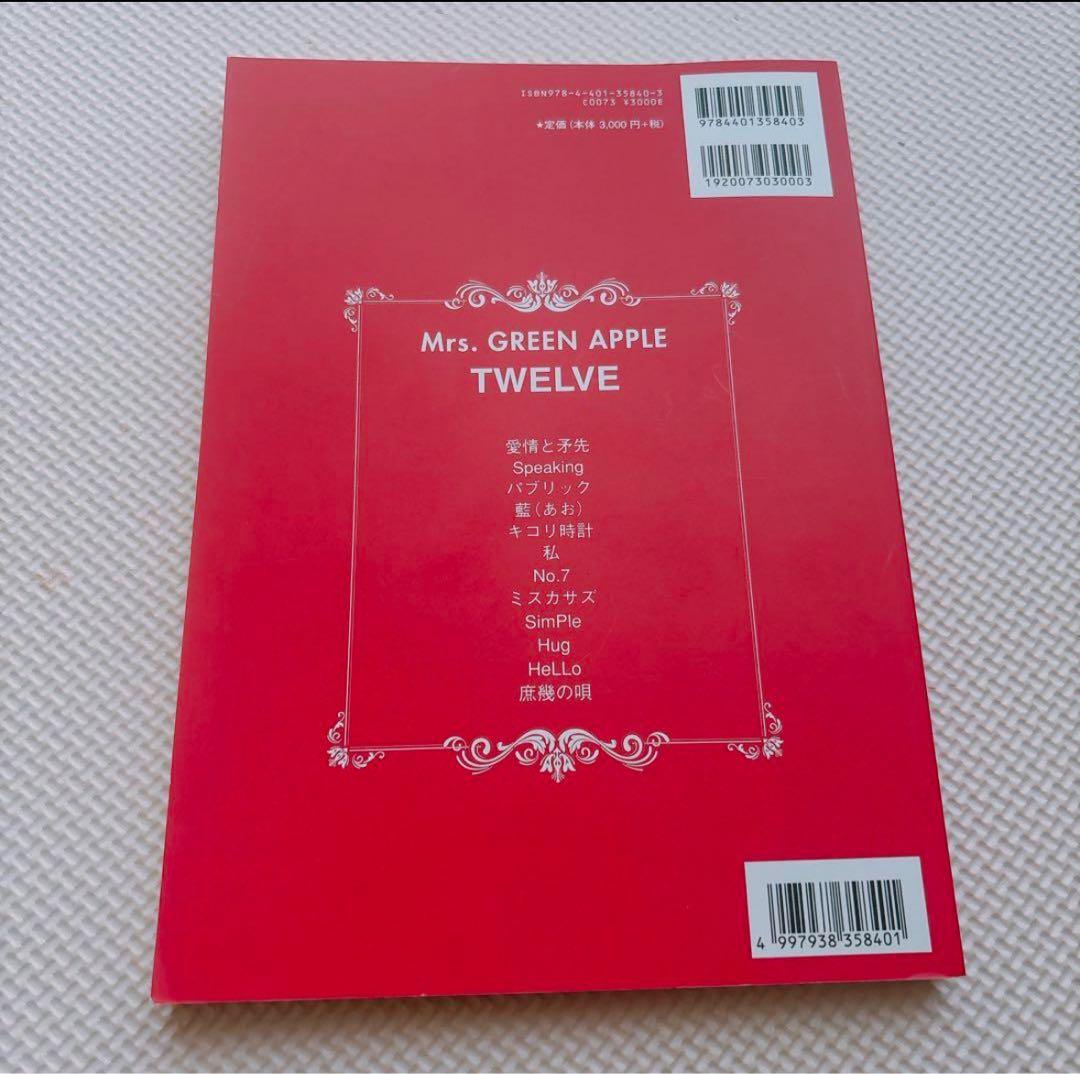 ISBN978-4-401-35840-3
C0073 ¥3000E
★定価（本体 3,000 円+税）
9784401358403
1920073030003
Mrs. GREEN APPLE
TWELVE
愛情と矛先
Speaking
パブリック
藍（あお）
キコリ時計
私
No.7
ミスカサズ
SimPle
Hug
HeLLo
庶幾の唄
4 997938 358401